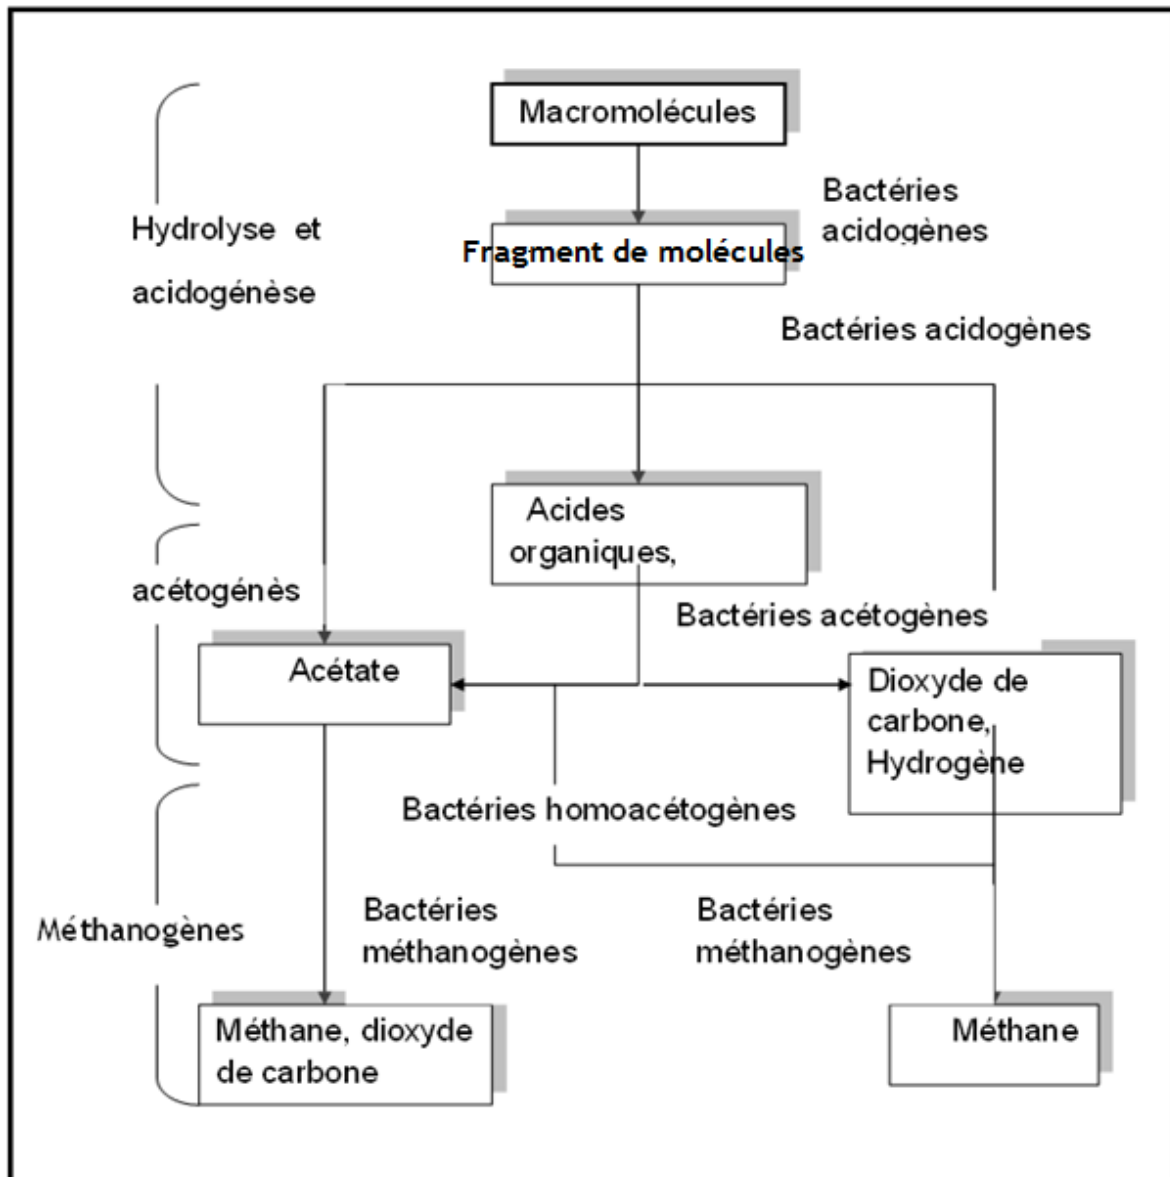 Macromolécules
Bactéries
acidogènes
Hydrolyse et
Fragment de molécules
acidogénèse
Bactéries acidogènes
Acides
organiques,
acétogénès
Bactéries acétogènes
Acétate
Dioxyde de
carbone,
Hydrogène
Bactéries homoacétogènes
Bactéries
méthanogènes
Bactéries
méthanogènes
Méthanogènes
Méthane, dioxyde
de carbone
Méthane